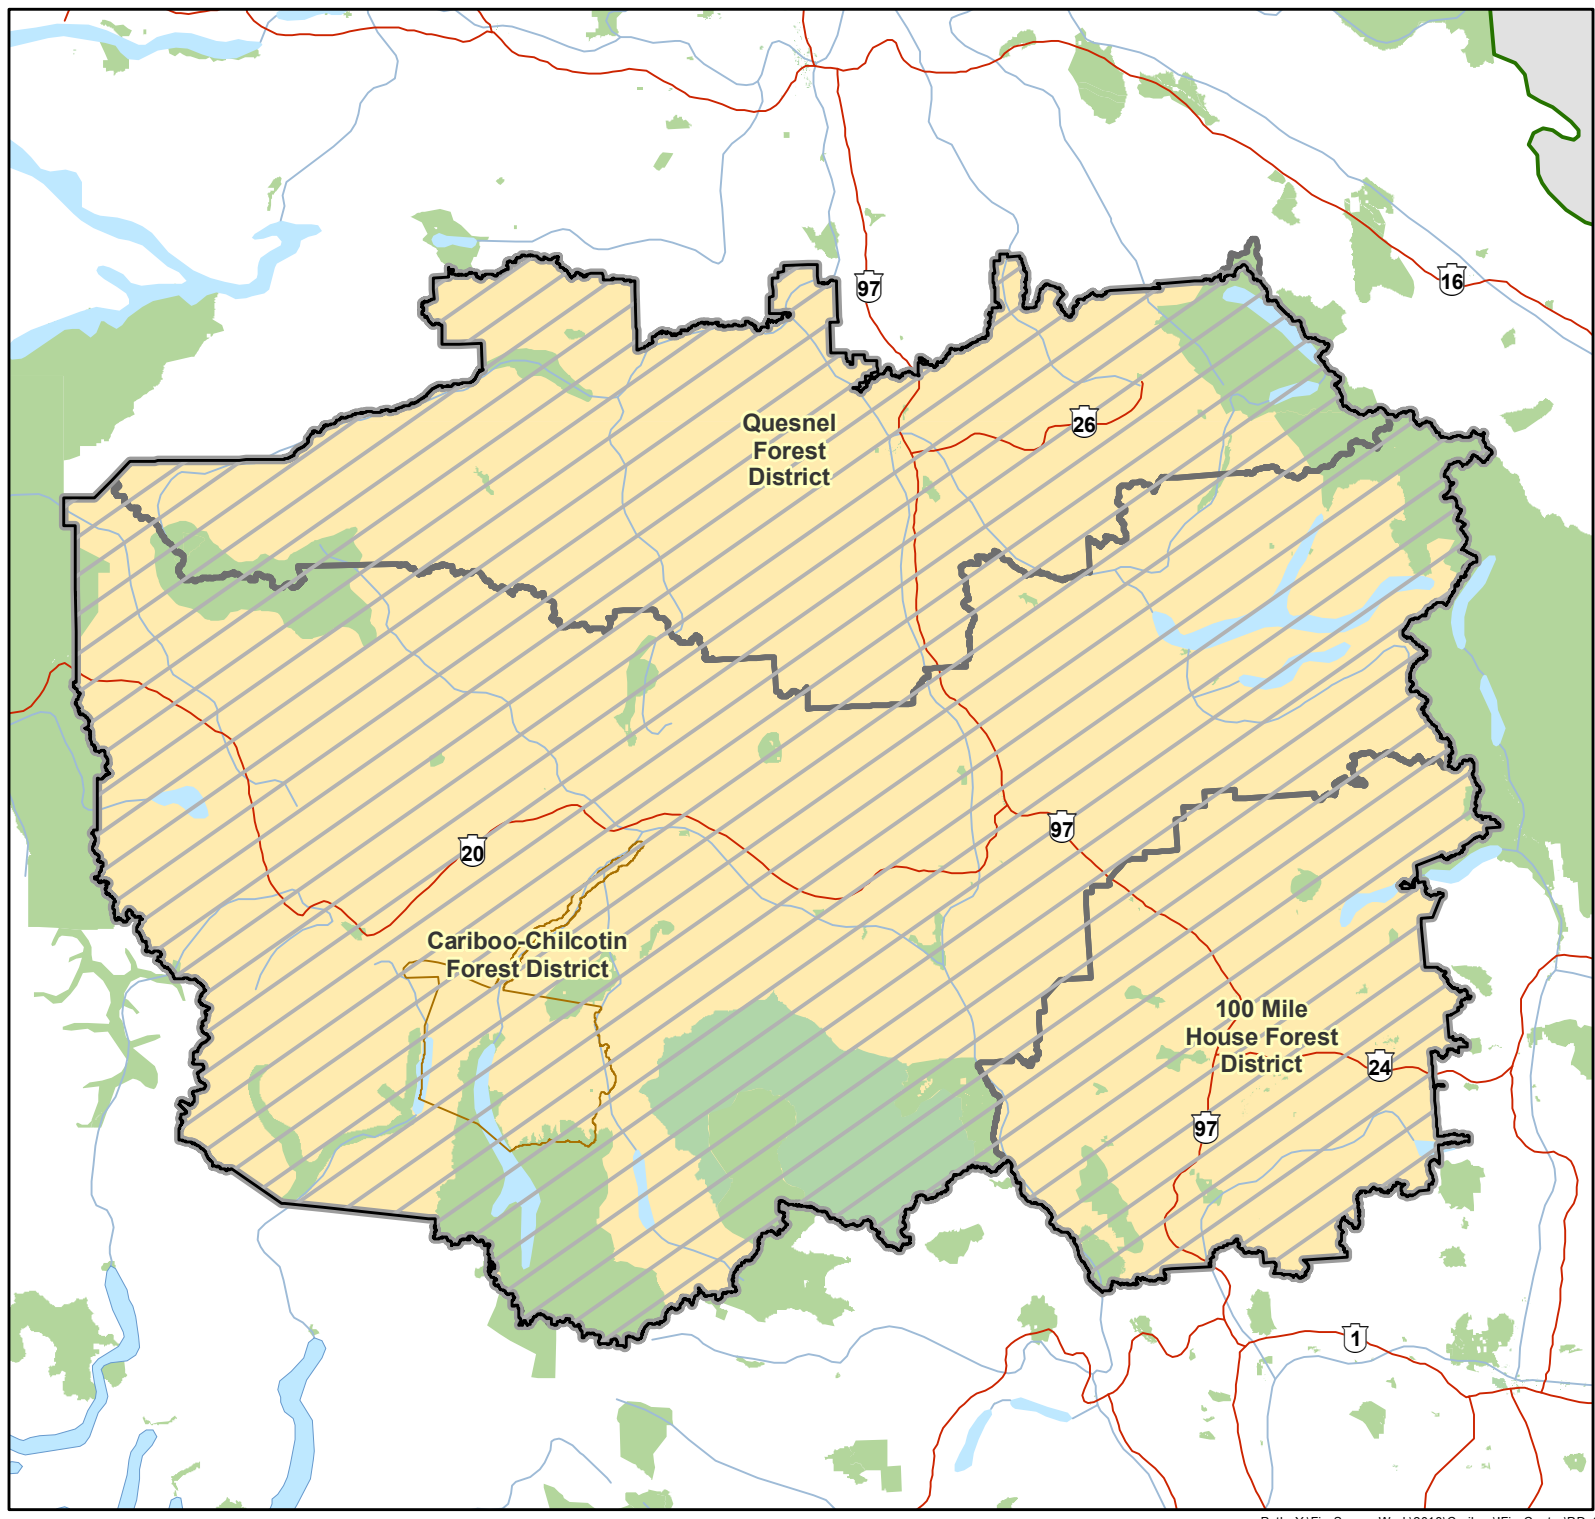 97
16
Quesnel
Forest
District
26
20
97
Cariboo-Chilcotin
Forest District
100 Mile
House Forest
District
24
97
1